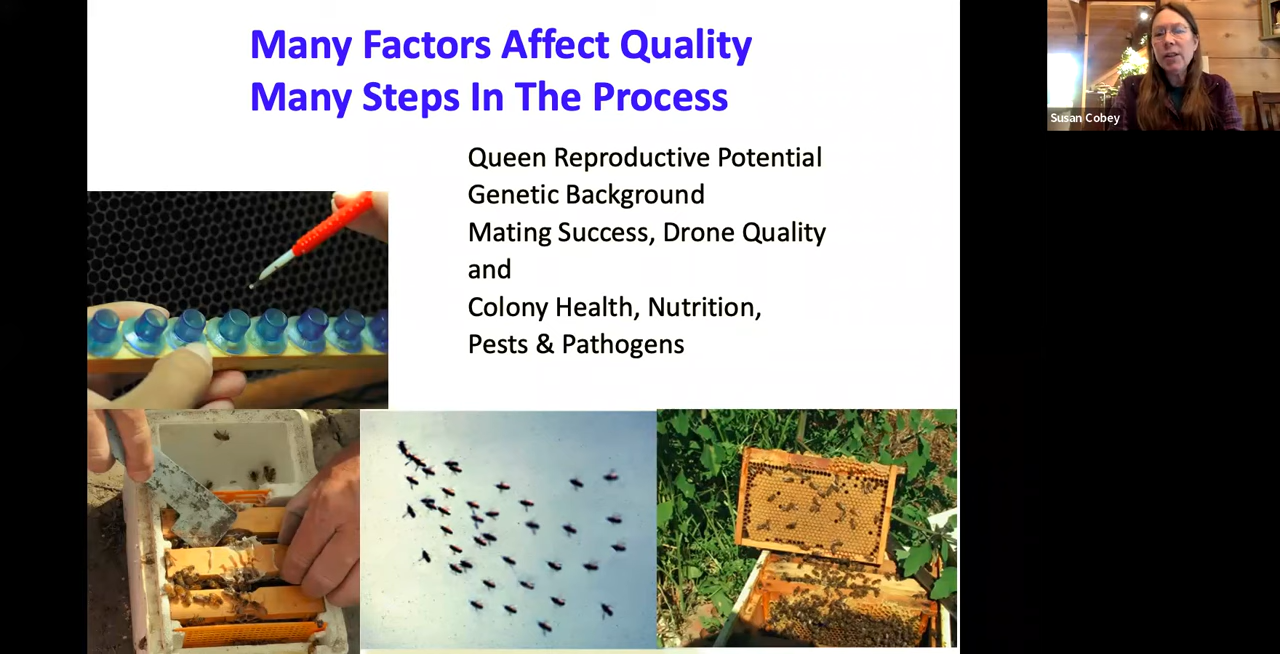 Many Factors Affect Quality
Many Steps In The Process
Queen Reproductive Potential
Genetic Background
Mating Success, Drone Quality
and
Colony Health, Nutrition,
Pests & Pathogens
Susan Cobey